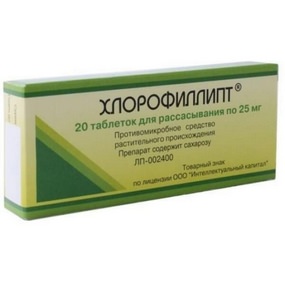 ХЛОРОФИЛЛИПТ®
20 таблеток для рассасывания по 25 мг
Противомикробное средство
растительного происхождения
Препарат содержит сахарозу
ЛП-002400
Товарный знак
по лицензии ООО "Интеллектуальный капитал"